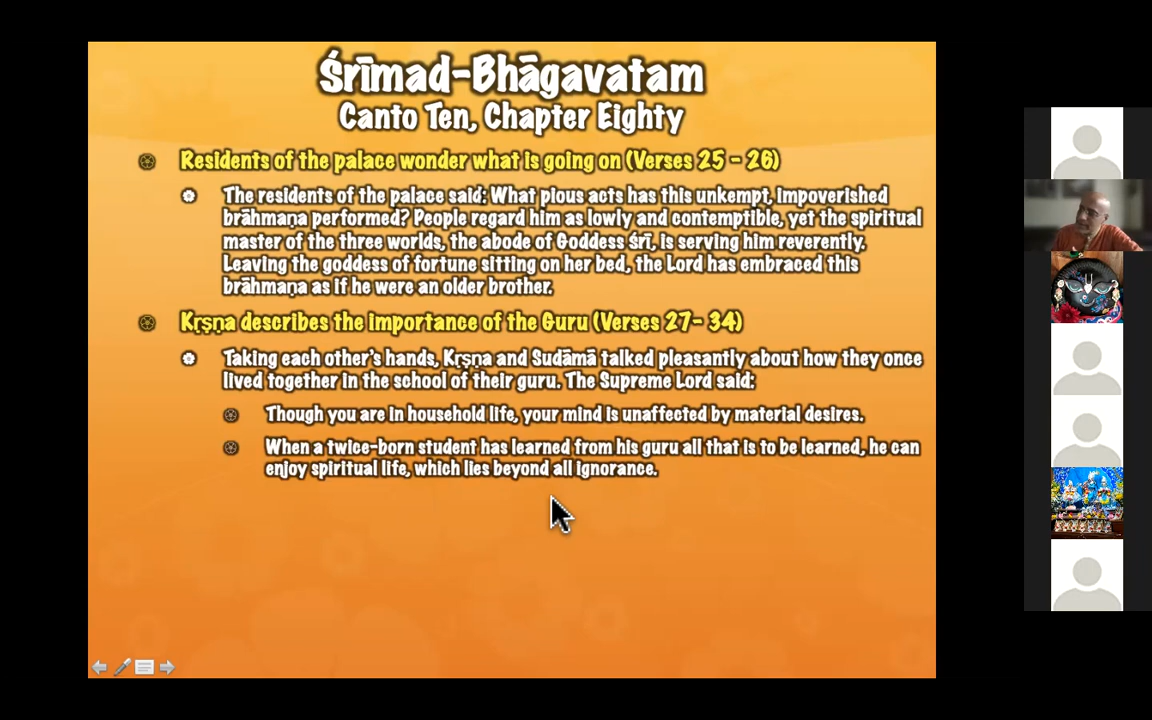 Śrīmad-Bhāgavatam
Canto Ten, Chapter Eighty
Residents of the palace wonder what is going on (Verses 25 - 26)
The residents of the palace said: What pious acts has this unkempt, impoverished
brāhmaṇa performed? People regard him as lowly and contemptible, yet the spiritual
master of the three worlds, the abode of Goddess śrī, is serving him reverently.
Leaving the goddess of fortune sitting on her bed, the Lord has embraced this
brāhmaṇa as if he were an older brother.
Kṛṣṇa describes the importance of the Guru (Verses 27- 34)
Taking each other's hands, Kṛṣṇa and Sudāmā talked pleasantly about how they once
lived together in the school of their guru. The Supreme Lord said:
Though you are in household life, your mind is unaffected by material desires.
When a twice-born student has learned from his guru all that is to be learned, he can
enjoy spiritual life, which lies beyond all ignorance.